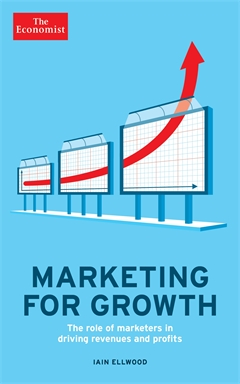 The
Economist
MARKETING
FOR GROWTH
The role of marketers in
driving revenues and profits
IAIN ELLWOOD